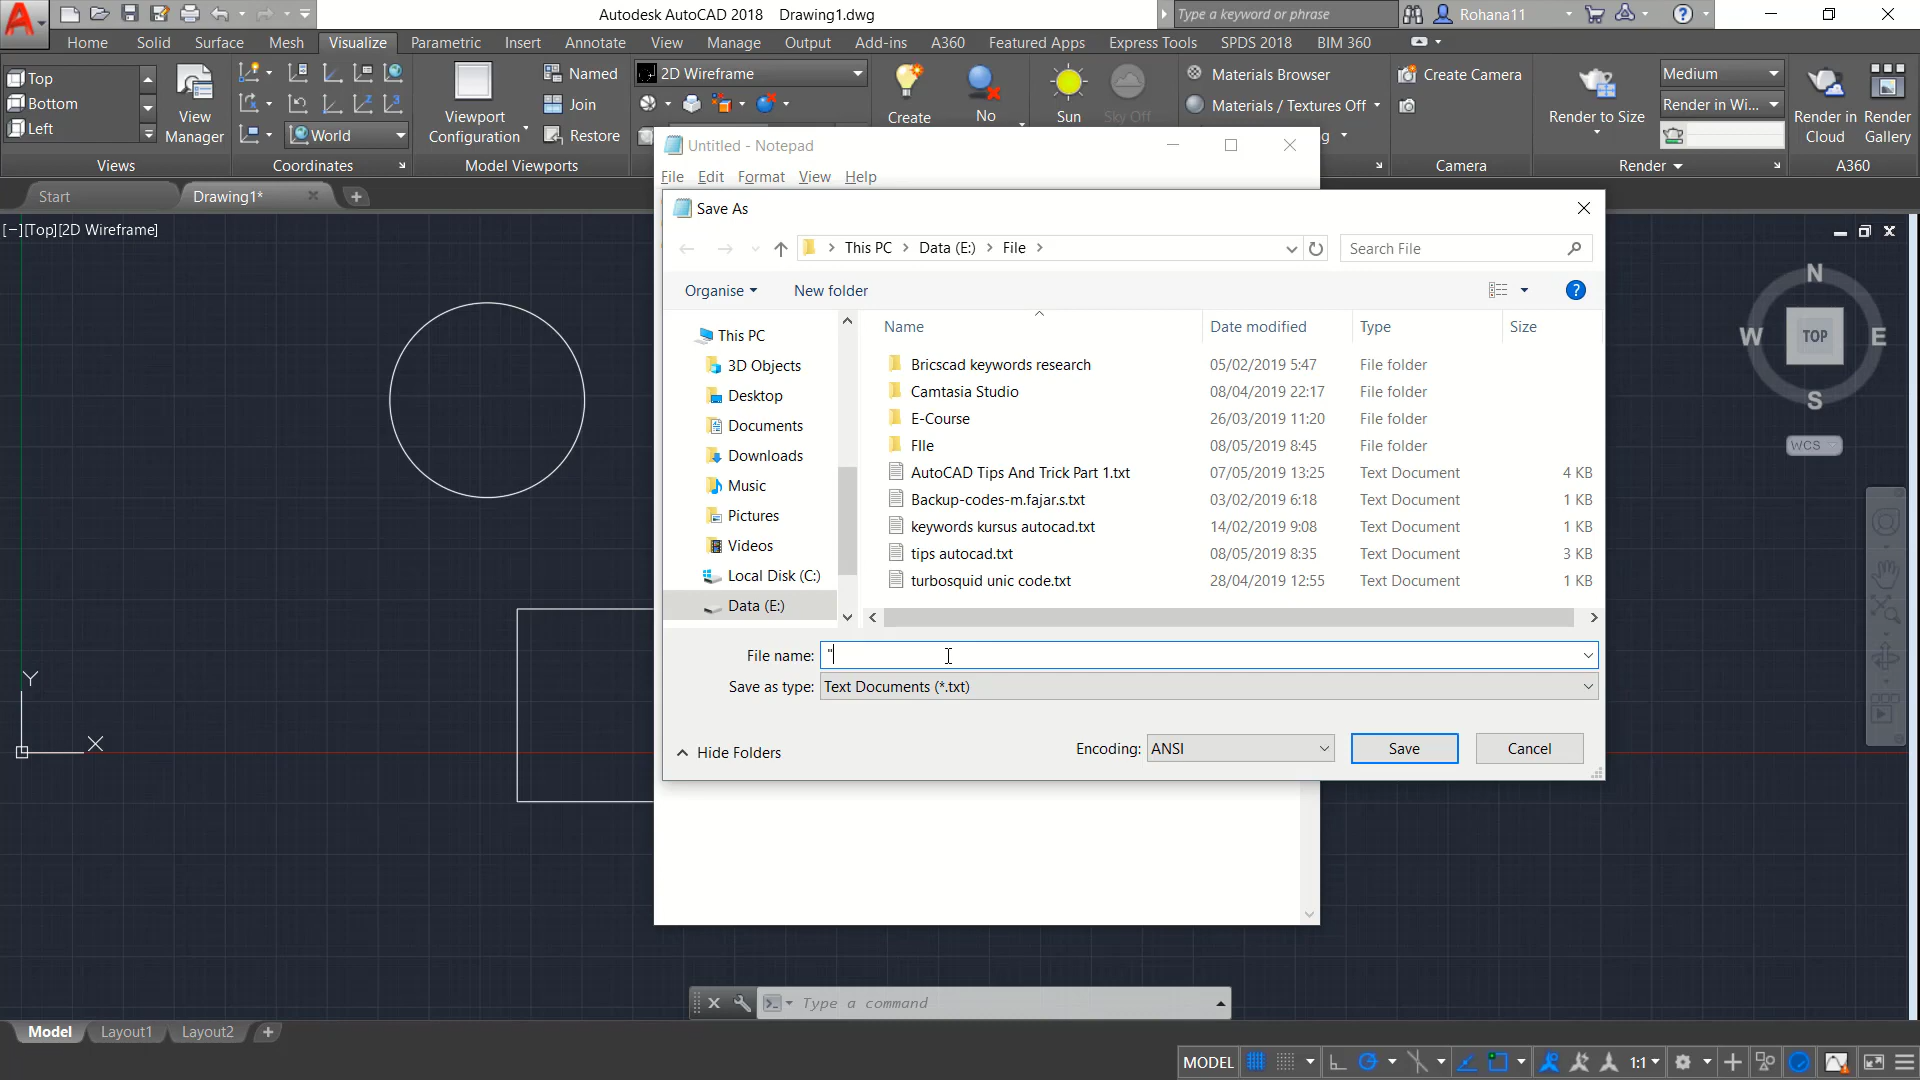 Autodesk AutoCAD 2018 Drawing1.dwg
Type a keyword or phrase
Rohana11
Home Solid Surface Mesh Visualize Parametric Insert Annotate View Manage Output Add-ins A360 Featured Apps Express Tools SPDS 2018 BIM 360
Top
Bottom
Left
View
Manager
Views
World
Coordinates
Viewport
Configuration
Named
Join
Restore
Model Viewports
2D Wireframe
Create
No
Sun
Sky Off
Materials Browser
Materials / Textures Off
Create Camera
Camera
Render to Size
Medium
Render in Wi...
Render
Render in
Cloud
Render
Gallery
A360
Start
Drawing1*
[−][Top][2D Wireframe]
Untitled - Notepad
File Edit Format View Help
Save As
This PC > Data (E:) > File >
Search File
Organise
New folder
This PC
3D Objects
Desktop
Documents
Downloads
Music
Pictures
Videos
Local Disk (C:)
Data (E:)
Name Date modified Type Size
Bricscad keywords research 05/02/2019 5:47 File folder
Camtasia Studio 08/04/2019 22:17 File folder
E-Course 26/03/2019 11:20 File folder
FIle 08/05/2019 8:45 File folder
AutoCAD Tips And Trick Part 1.txt 07/05/2019 13:25 Text Document 4 KB
Backup-codes-m.fajar.s.txt 03/02/2019 6:18 Text Document 1 KB
keywords kursus autocad.txt 14/02/2019 9:08 Text Document 1 KB
tips autocad.txt 08/05/2019 8:35 Text Document 3 KB
turbosquid unic code.txt 28/04/2019 12:55 Text Document 1 KB
File name: "
Save as type: Text Documents (*.txt)
Hide Folders
Encoding: ANSI
Save
Cancel
N
W TOP E
S
WCS
Y
X
Type a command
Model Layout1 Layout2
MODEL
1:1